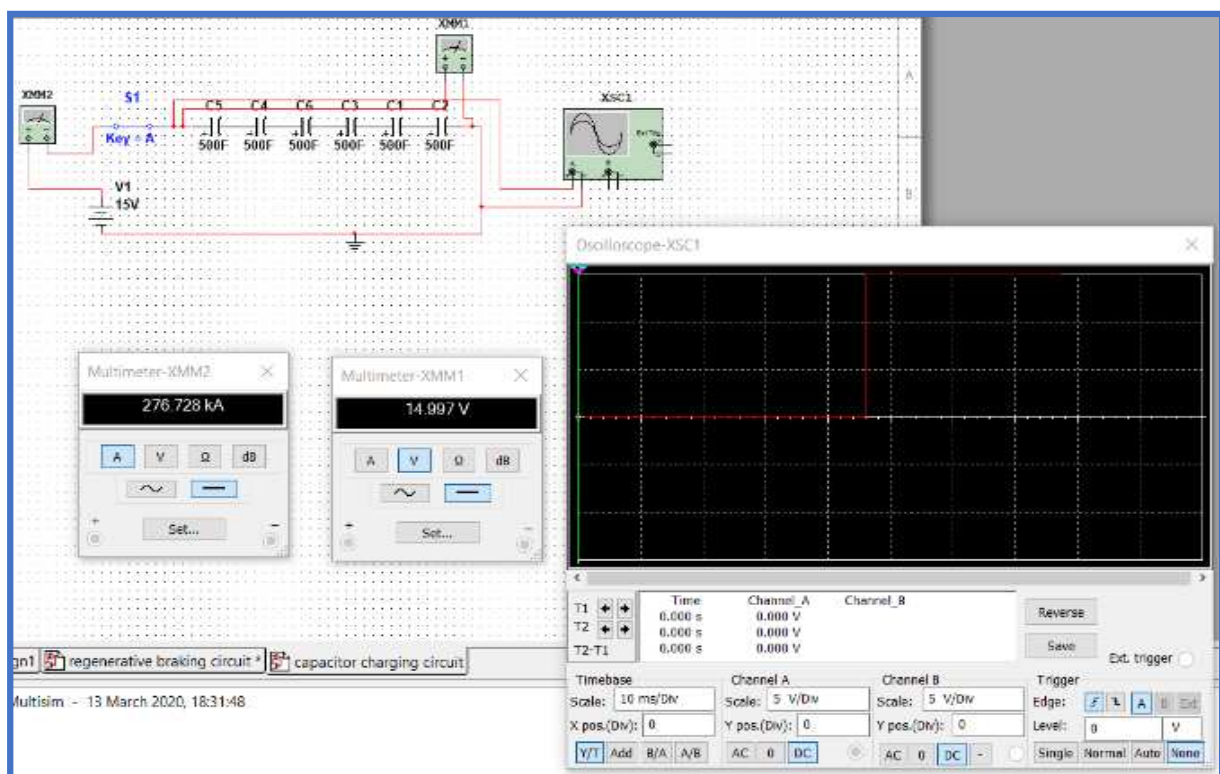 XMM1
XMM2
S1
C5 C4 C6 C3 C1 C2
XSC1
Ext Trig
Key = A
500F 500F 500F 500F 500F 500F
V1
15V
A
B
Oscilloscope-XSC1
Multimeter-XMM2
Multimeter-XMM1
276.728 kA
14.997 V
A V Ω dB
A V Ω dB
Set...
Set...
Time Channel_A Channel_B
T1 0.000 s 0.000 V
T2 0.000 s 0.000 V
T2-T1 0.000 s 0.000 V
Reverse
Save
Ext. trigger
Timebase
Scale: 10 ms/Div
X pos.(Div): 0
Y/T Add B/A A/B
Channel A
Scale: 5 V/Div
Y pos.(Div): 0
AC 0 DC
Channel B
Scale: 5 V/Div
Y pos.(Div): 0
AC 0 DC -
Trigger
Edge: A B Ext
Level: 0 V
Single Normal Auto None
gn1 regenerative braking circuit * capacitor charging circuit
Multisim - 13 March 2020, 18:31:48